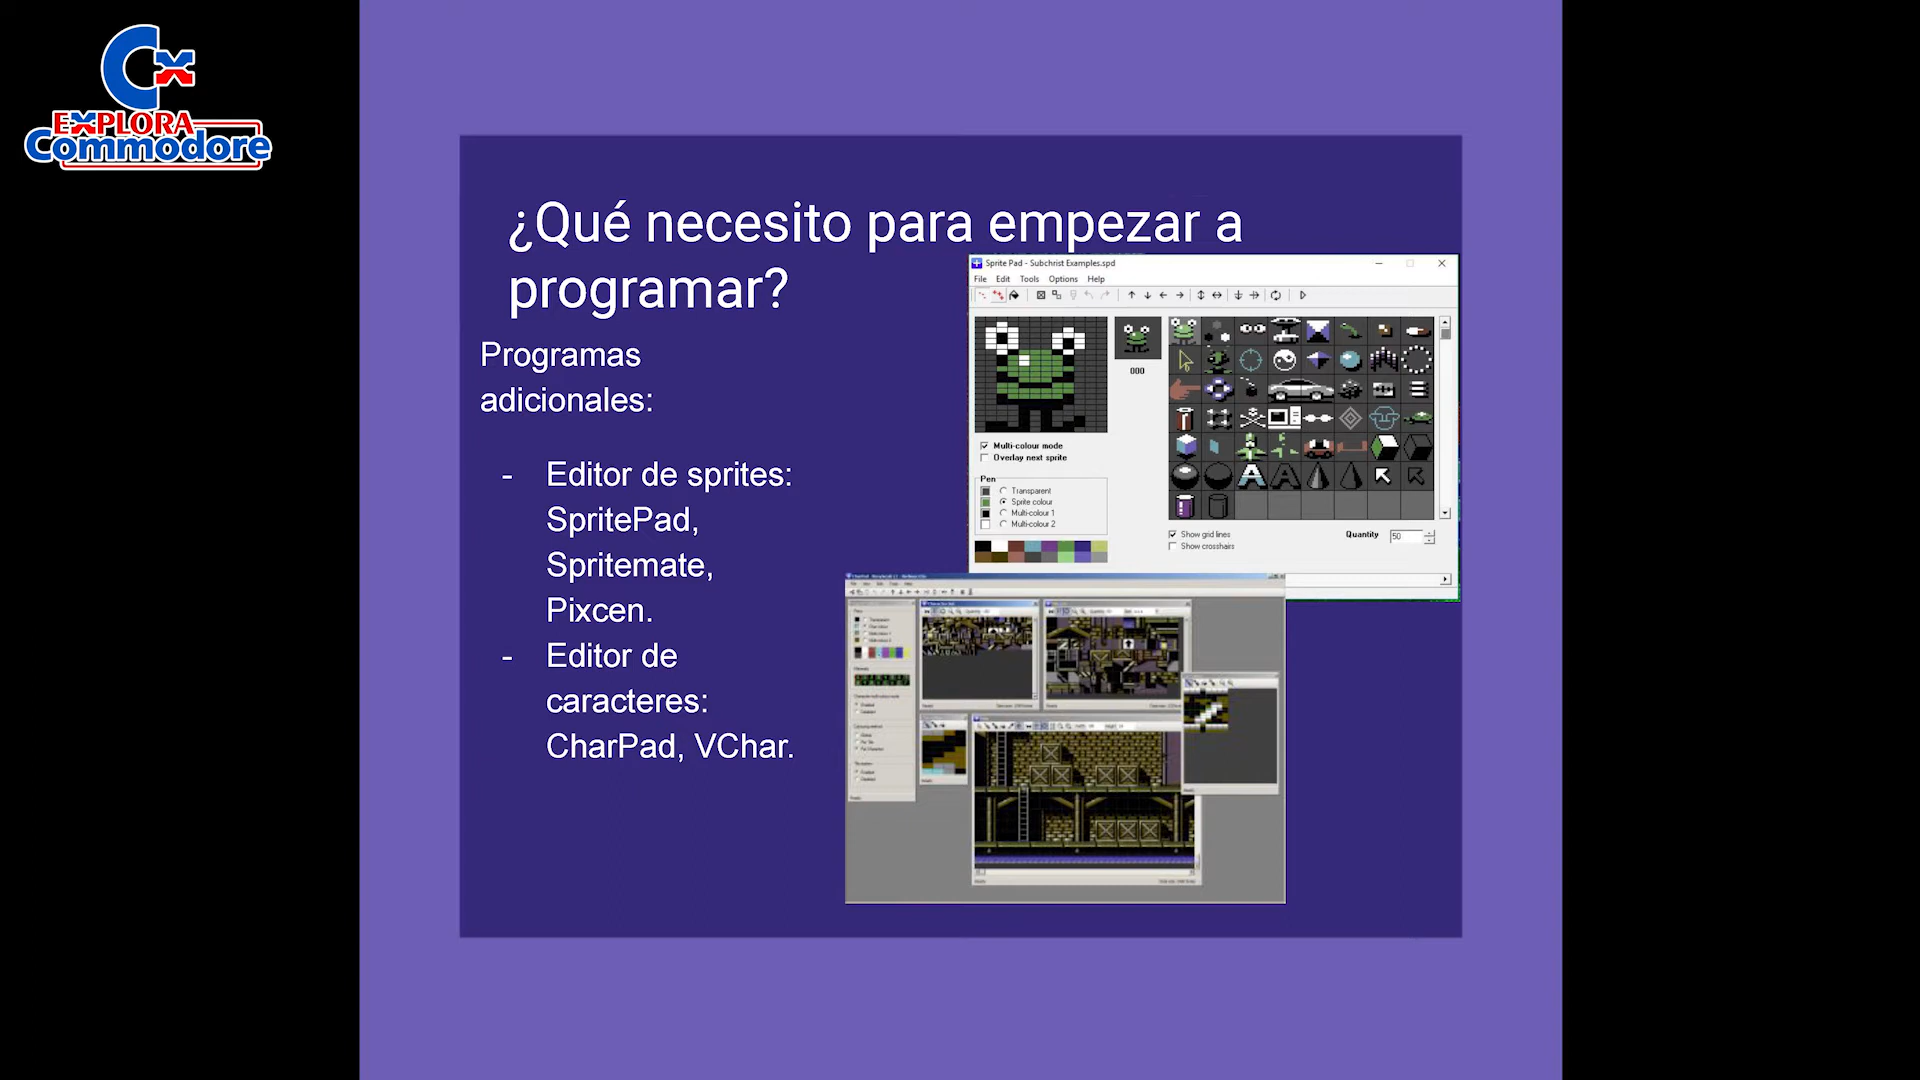 EXPLORA
Commodore
¿Qué necesito para empezar a
programar?
Programas
adicionales:
- Editor de sprites:
SpritePad,
Spritemate,
Pixcen.
- Editor de
caracteres:
CharPad, VChar.
Sprite Pad - Subchrist Examples.spd
File Edit Tools Options Help
000
Multi-colour mode
Overlay next sprite
Pen
Transparent
Sprite colour
Multi-colour 1
Multi-colour 2
Show grid lines
Show crosshairs
Quantity 50